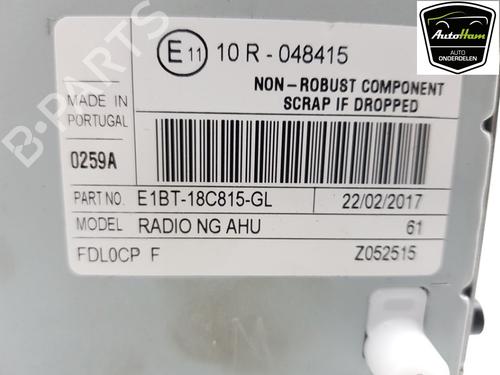 AutoHam
AUTO
ONDERDELEN
E11 10 R - 048415
NON - ROBUST COMPONENT
SCRAP IF DROPPED
MADE IN
PORTUGAL
0259A
PART NO. E1BT-18C815-GL 22/02/2017
MODEL RADIO NG AHU 61
FDL0CP F Z052515
B-PARTS